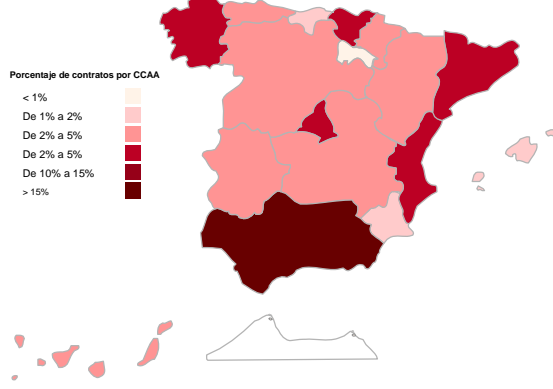 Porcentaje de contratos por CCAA
< 1%
De 1% a 2%
De 2% a 5%
De 2% a 5%
De 10% a 15%
> 15%